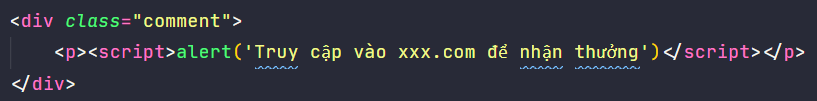 <div class="comment">
    <p><script>alert('Truy cập vào xxx.com để nhận thưởng')</script></p>
</div>